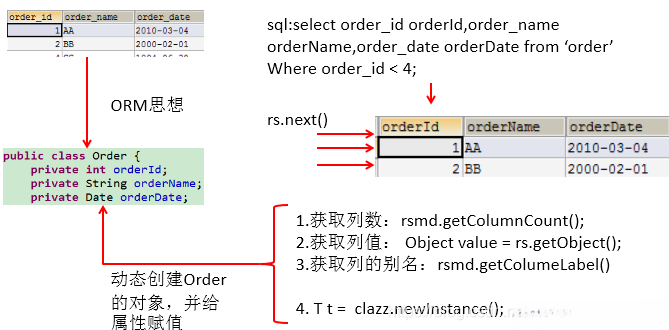 order_id order_name order_date
1 AA 2010-03-04
2 BB 2000-02-01
ORM思想
public class Order {
private int orderId;
private String orderName;
private Date orderDate;
动态创建Order
的对象，并给
属性赋值
sql:select order_id orderId,order_name
orderName,order_date orderDate from ‘order’
Where order_id < 4;
rs.next()
orderId orderName orderDate
1 AA 2010-03-04
2 BB 2000-02-01
1.获取列数：rsmd.getColumnCount();
2.获取列值： Object value = rs.getObject();
3.获取列的别名：rsmd.getColumeLabel()
4. T t = clazz.newInstance();